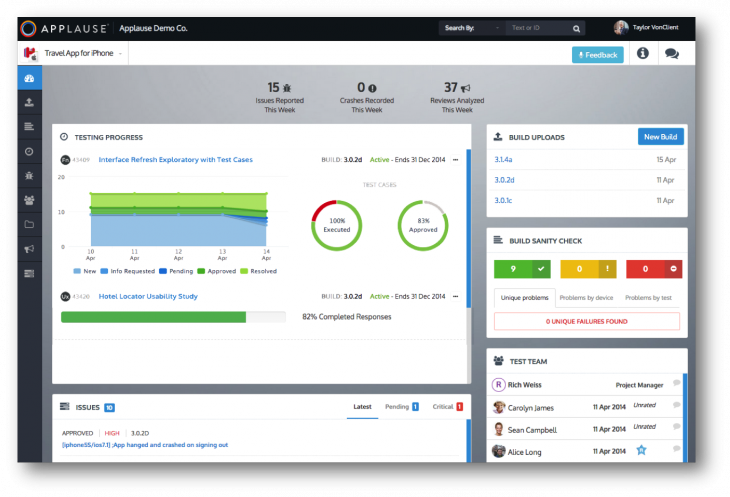 APPLAUSE Applause Demo Co.
Search By: Text or ID
Taylor VonClient
Travel App for iPhone
Feedback
15
Issues Reported
This Week
0
Crashes Recorded
This Week
37
Reviews Analyzed
This Week
TESTING PROGRESS
Fn 43409 Interface Refresh Exploratory with Test Cases BUILD: 3.0.2d Active - Ends 31 Dec 2014
TEST CASES
20
10
0
10 Apr
11 Apr
12 Apr
13 Apr
14 Apr
New Info Requested Pending Approved Resolved
100%
Executed
83%
Approved
Ux 43420 Hotel Locator Usability Study BUILD: 3.0.2d Active - Ends 31 Dec 2014
82% Completed Responses
ISSUES 10
Latest Pending 1 Critical 1
APPROVED HIGH 3.0.2D
[iphone5S/ios7.1] ;App hanged and crashed on signing out
BUILD UPLOADS New Build
3.1.4a 15 Apr
3.0.2d 11 Apr
3.0.1c 11 Apr
BUILD SANITY CHECK
9 0 ! 0
Unique problems Problems by device Problems by test
0 UNIQUE FAILURES FOUND
TEST TEAM
R Rich Weiss Project Manager
Carolyn James 11 Apr 2014 Unrated
Sean Campbell 11 Apr 2014 Unrated
Alice Long 11 Apr 2014